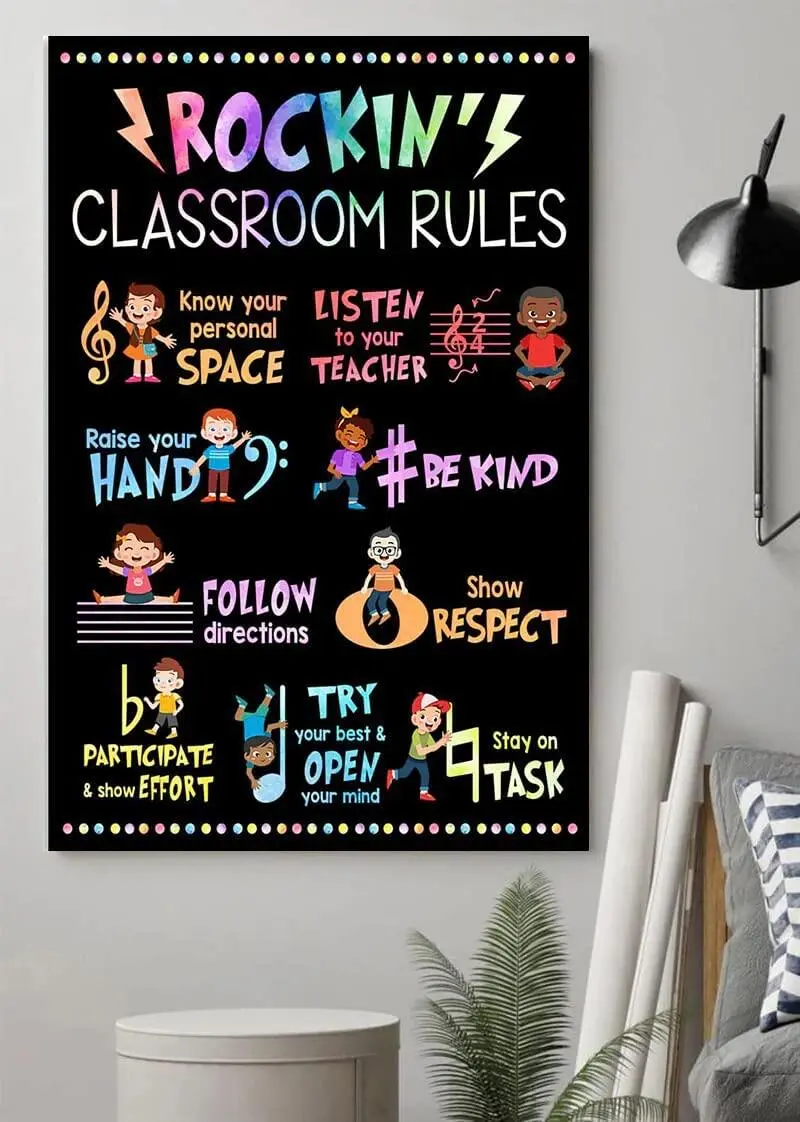 ROCKIN'
CLASSROOM RULES
Know your
personal
SPACE
LISTEN
to your
TEACHER
2
4
Raise your
HAND
#BE KIND
FOLLOW
directions
Show
RESPECT
PARTICIPATE
& show EFFORT
TRY
your best &
OPEN
your mind
Stay on
TASK